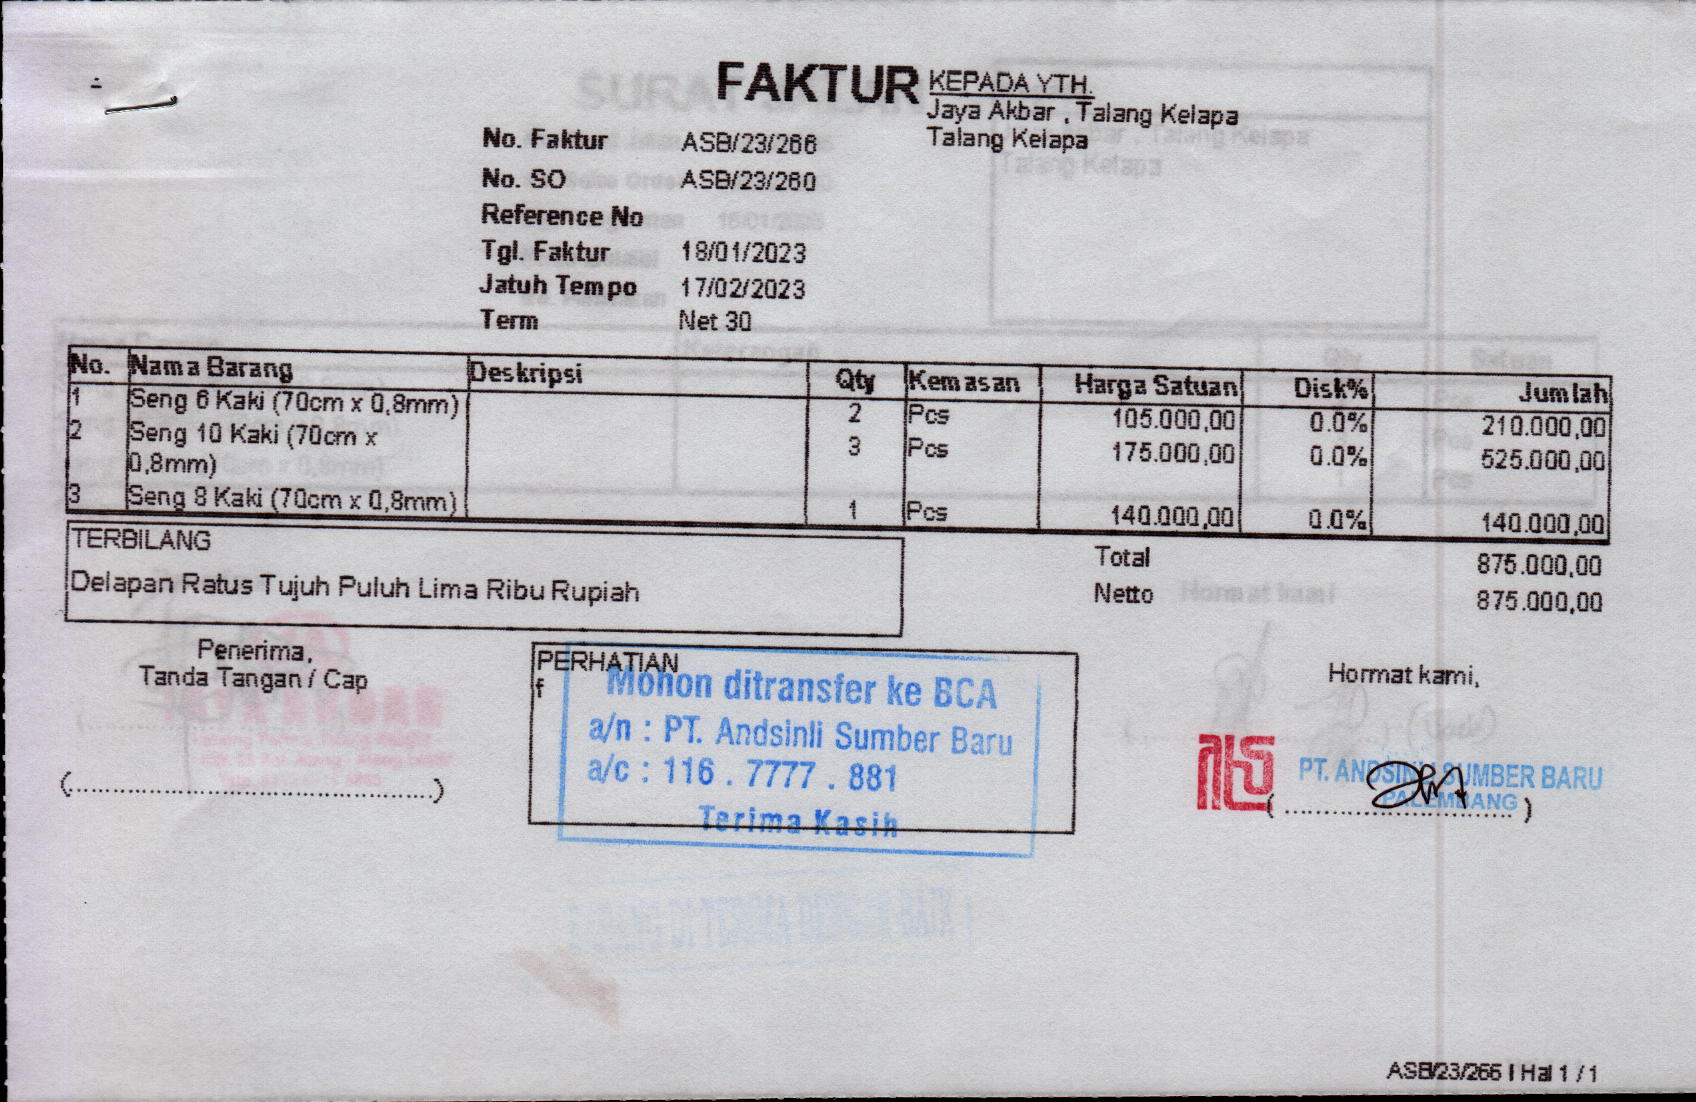 FAKTUR
KEPADA YTH.
Jaya Akbar , Talang Kelapa
Talang Kelapa
No. Faktur ASB/23/266
No. SO ASB/23/260
Reference No
Tgl. Faktur 18/01/2023
Jatuh Tempo 17/02/2023
Term Net 30
No. Nama Barang Deskripsi Qty Kemasan Harga Satuan Disk% Jumlah
1 Seng 6 Kaki (70cm x 0,8mm) 2 Pcs 105.000,00 0.0% 210.000,00
2 Seng 10 Kaki (70cm x 3 Pcs 175.000,00 0.0% 525.000,00
0,8mm)
3 Seng 8 Kaki (70cm x 0,8mm) 1 Pcs 140.000,00 0.0% 140.000,00
TERBILANG
Delapan Ratus Tujuh Puluh Lima Ribu Rupiah
Total 875.000,00
Netto 875.000,00
Penerima,
Tanda Tangan / Cap
(..............................................)
PERHATIAN
f
Mohon ditransfer ke BCA
a/n : PT. Andsinli Sumber Baru
a/c : 116 . 7777 . 881
Terima Kasih
Hormat kami,
PT. ANDSINLI SUMBER BARU
PALEMBANG
(..............................)
ASB/23/266 | Hal 1 / 1